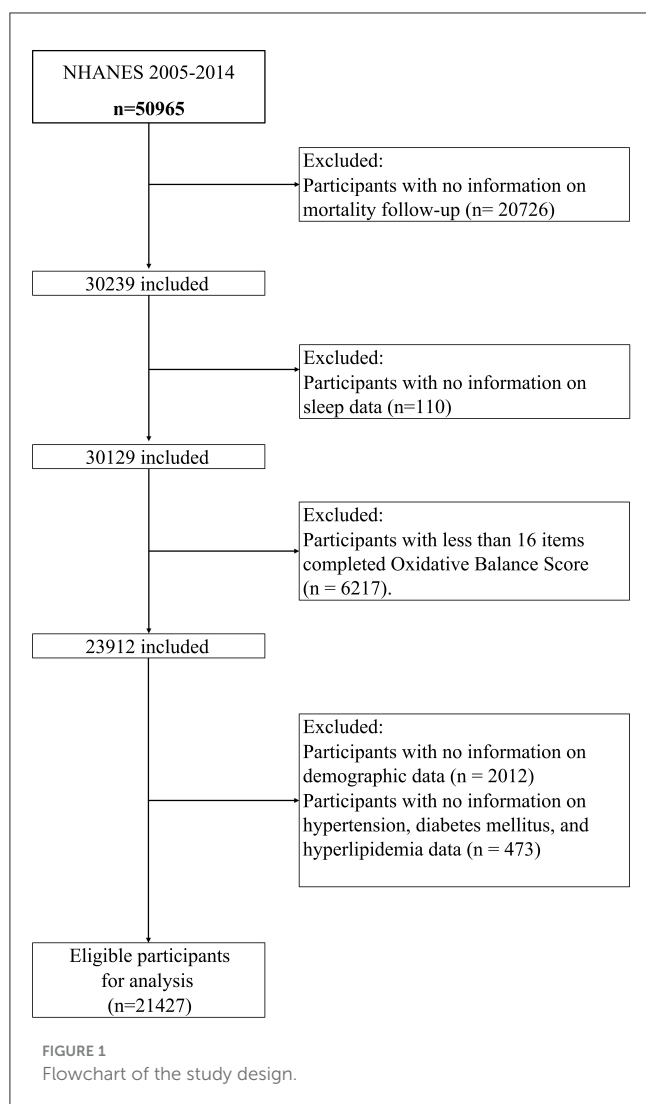 NHANES 2005-2014
n=50965
Excluded:
Participants with no information on
mortality follow-up (n= 20726)
30239 included
Excluded:
Participants with no information on
sleep data (n=110)
30129 included
Excluded:
Participants with less than 16 items
completed Oxidative Balance Score
(n = 6217).
23912 included
Excluded:
Participants with no information on
demographic data (n = 2012)
Participants with no information on
hypertension, diabetes mellitus, and
hyperlipidemia data (n = 473)
Eligible participants
for analysis
(n=21427)
FIGURE 1
Flowchart of the study design.